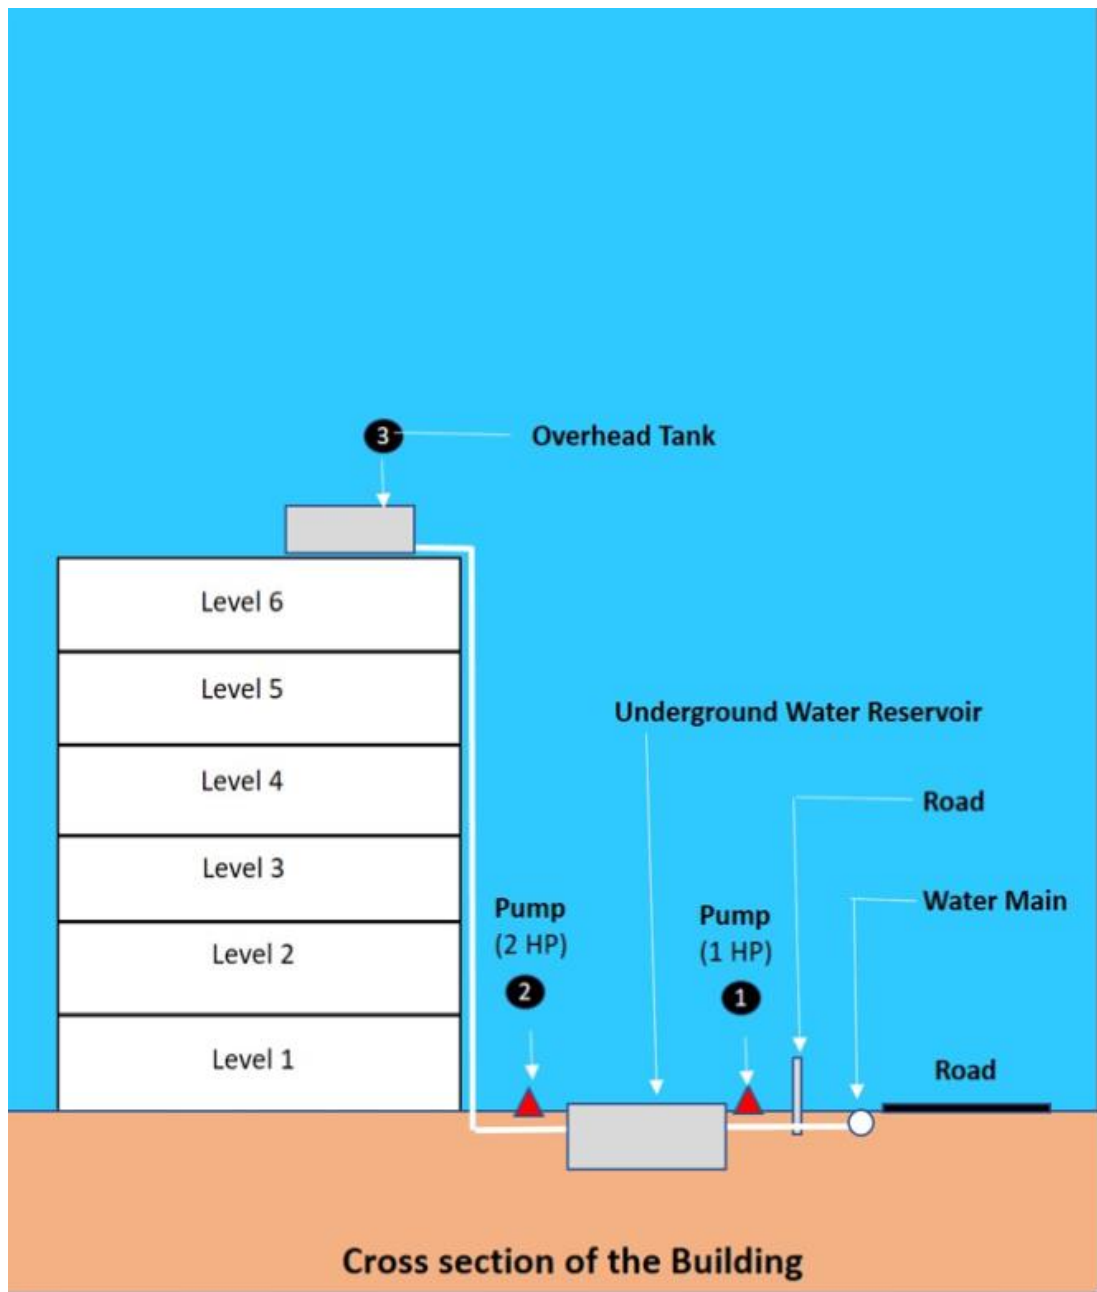 3
Overhead Tank
Level 6
Level 5
Underground Water Reservoir
Level 4
Road
Level 3
Water Main
Pump
(2 HP)
Pump
(1 HP)
Level 2
2
1
Level 1
Road
Cross section of the Building